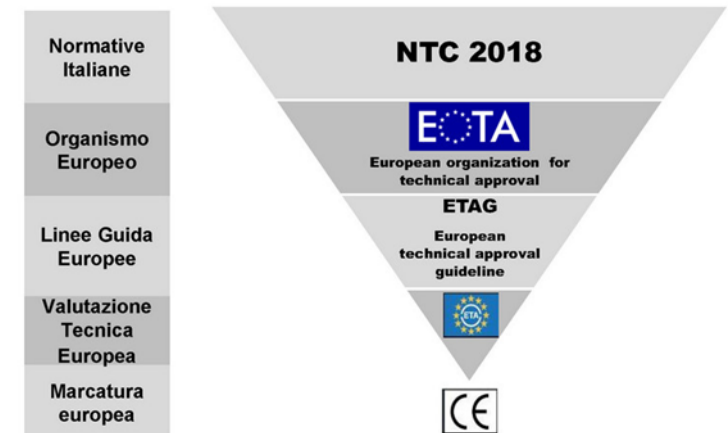 Normative
Italiane
NTC 2018
Organismo
Europeo
EOTA
European organization for
technical approval
Linee Guida
Europee
ETAG
European
technical approval
guideline
Valutazione
Tecnica
Europea
ETA
Marcatura
europea
CE